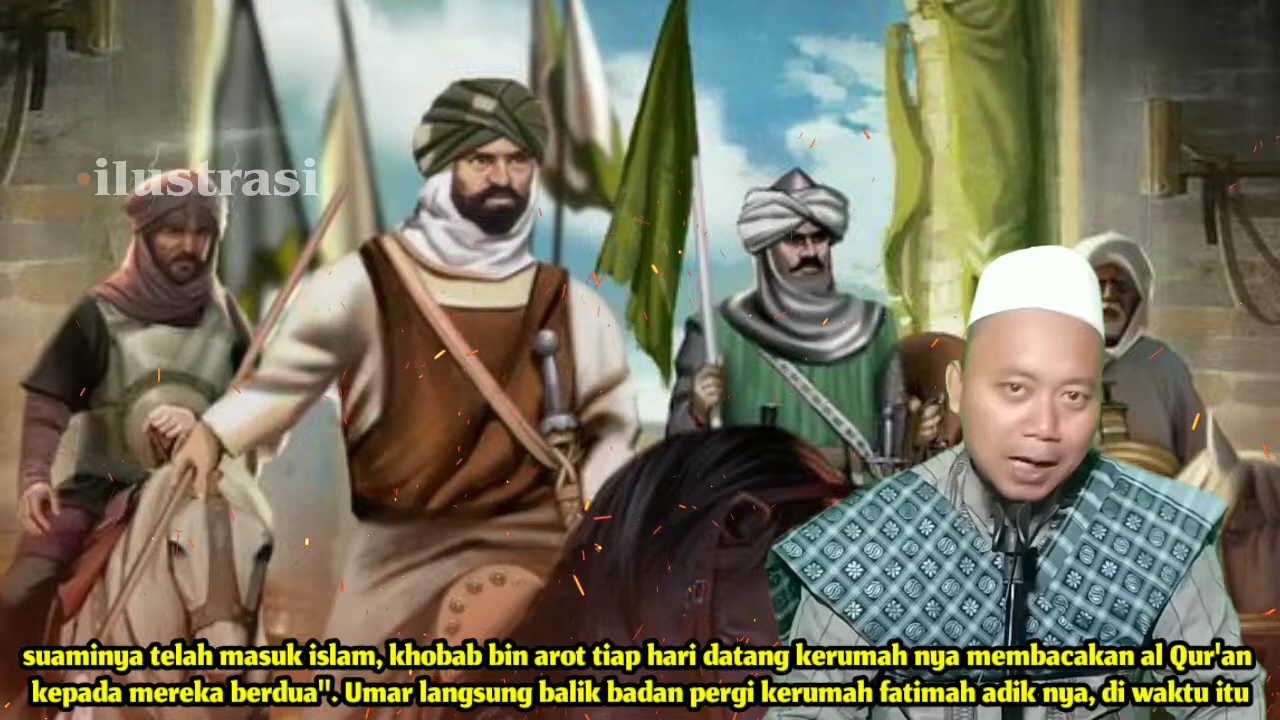 ilustrasi
suaminya telah masuk islam, khobab bin arot tiap hari datang kerumah nya membacakan al Qur'an
kepada mereka berdua". Umar langsung balik badan pergi kerumah fatimah adik nya, di waktu itu